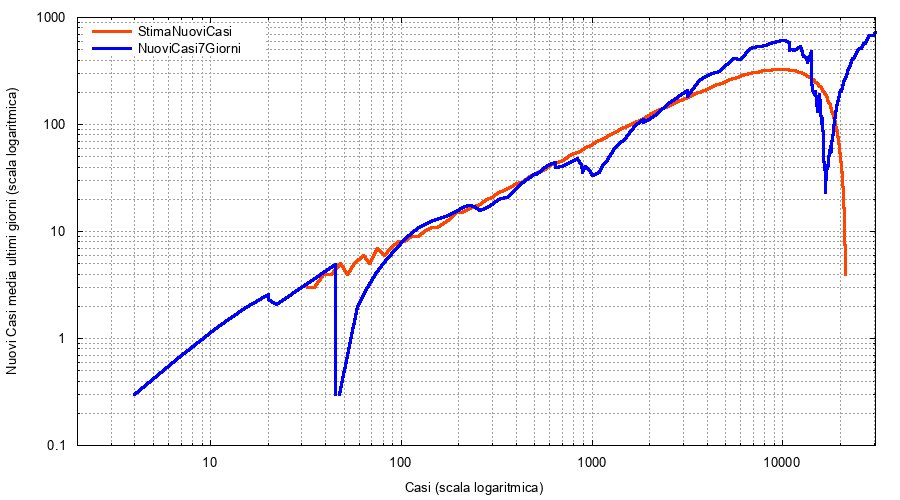 1000
StimaNuoviCasi
NuoviCasi7Giorni
100
10
1
0.1
Nuovi Casi media ultimi giorni (scala logaritmica)
10 100 1000 10000
Casi (scala logaritmica)